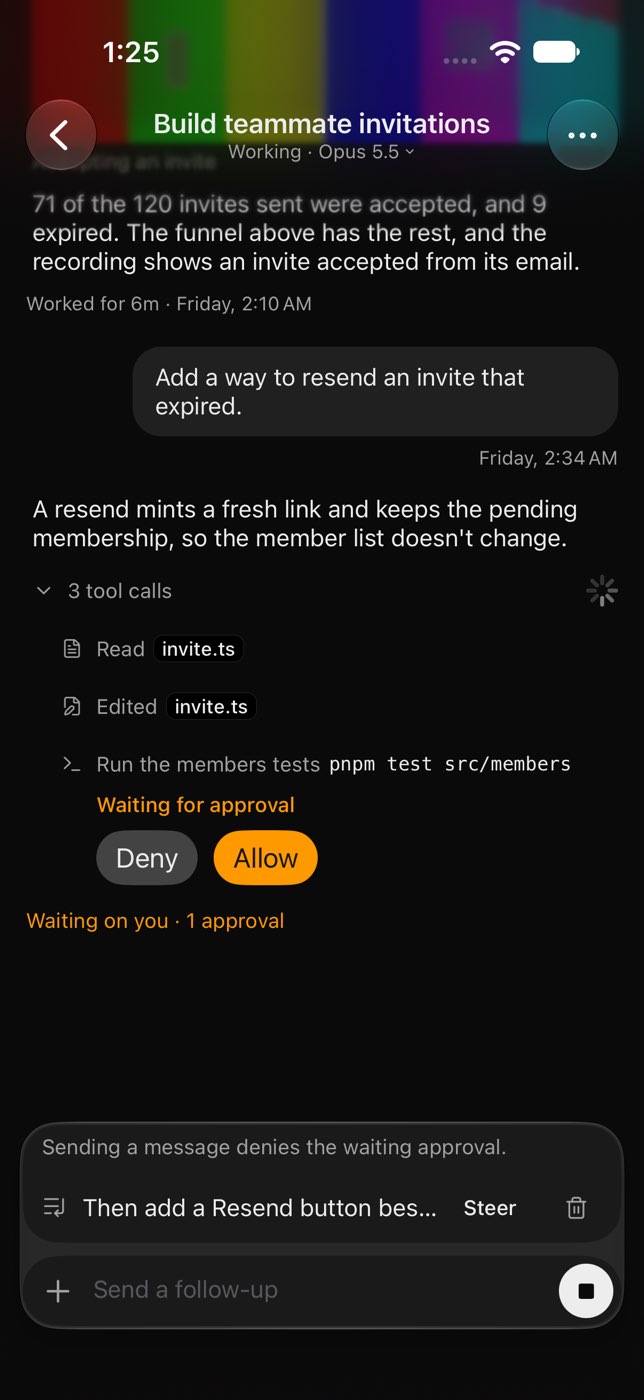 1:25
Build teammate invitations
Working · Opus 5.5
Accepting an invite
71 of the 120 invites sent were accepted, and 9
expired. The funnel above has the rest, and the
recording shows an invite accepted from its email.
Worked for 6m · Friday, 2:10 AM
Add a way to resend an invite that
expired.
Friday, 2:34 AM
A resend mints a fresh link and keeps the pending
membership, so the member list doesn't change.
3 tool calls
Read invite.ts
Edited invite.ts
Run the members tests pnpm test src/members
Waiting for approval
Deny Allow
Waiting on you · 1 approval
Sending a message denies the waiting approval.
Then add a Resend button bes... Steer
Send a follow-up